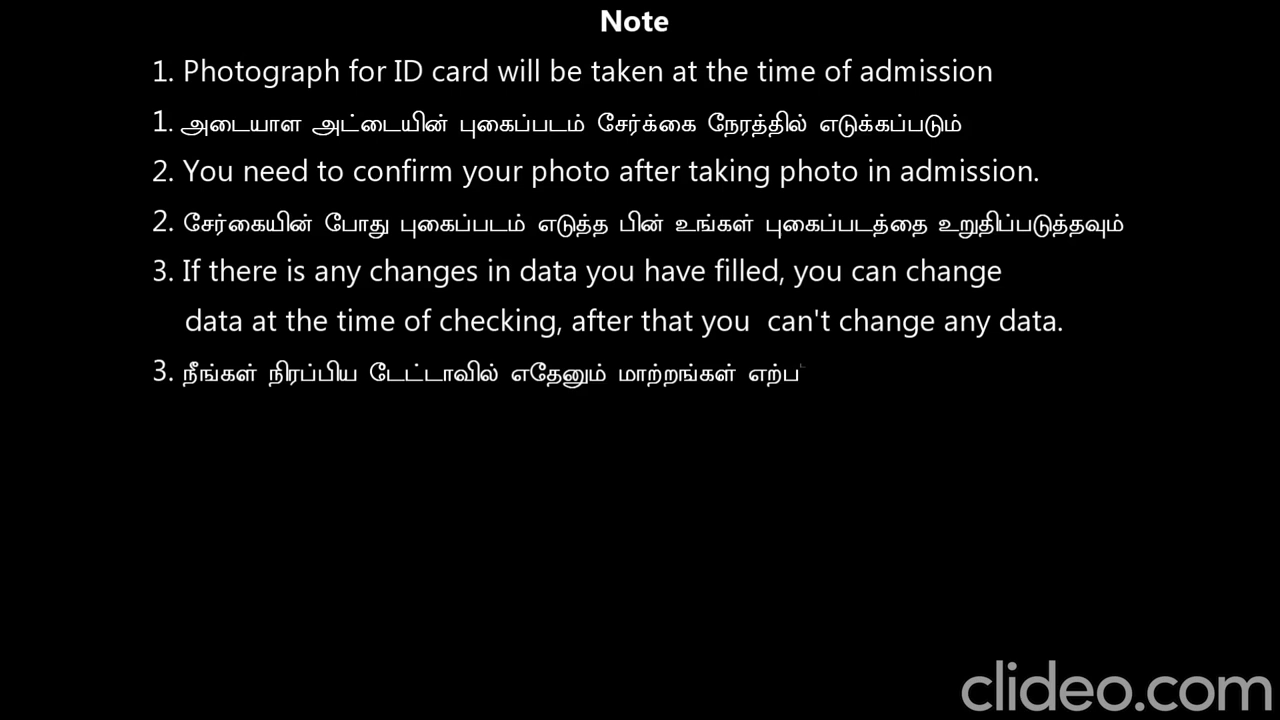 Note
1. Photograph for ID card will be taken at the time of admission
1. அடையாள அட்டையின் புகைப்படம் சேர்க்கை நேரத்தில் எடுக்கப்படும்
2. You need to confirm your photo after taking photo in admission.
2. சேர்கையின் போது புகைப்படம் எடுத்த பின் உங்கள் புகைப்படத்தை உறுதிப்படுத்தவும்
3. If there is any changes in data you have filled, you can change
data at the time of checking, after that you can't change any data.
3. நீங்கள் நிரப்பிய டேட்டாவில் எதேனும் மாற்றங்கள் எற்ப
clideo.com